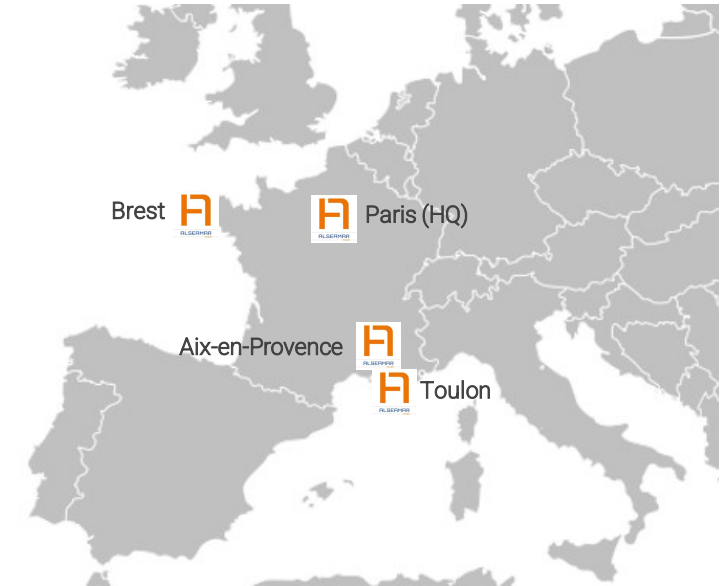 Brest
ALSEAMAR
Paris (HQ)
ALSEAMAR
Aix-en-Provence
ALSEAMAR
Toulon
ALSEAMAR